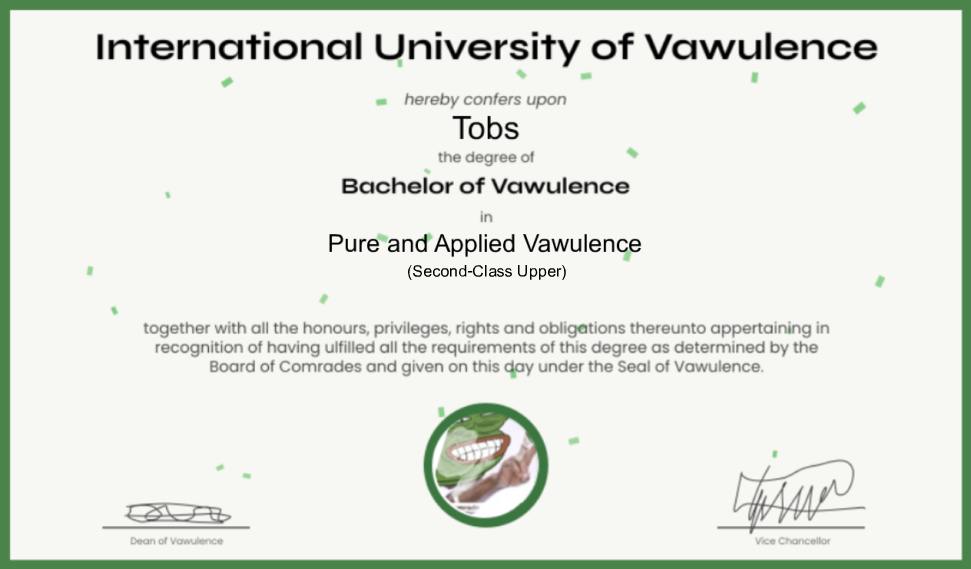 International University of Vawulence
hereby confers upon
Tobs
the degree of
Bachelor of Vawulence
in
Pure and Applied Vawulence
(Second-Class Upper)
together with all the honours, privileges, rights and obligations thereunto appertaining in
recognition of having ulfilled all the requirements of this degree as determined by the
Board of Comrades and given on this day under the Seal of Vawulence.
Dean of Vawulence
Vice Chancellor